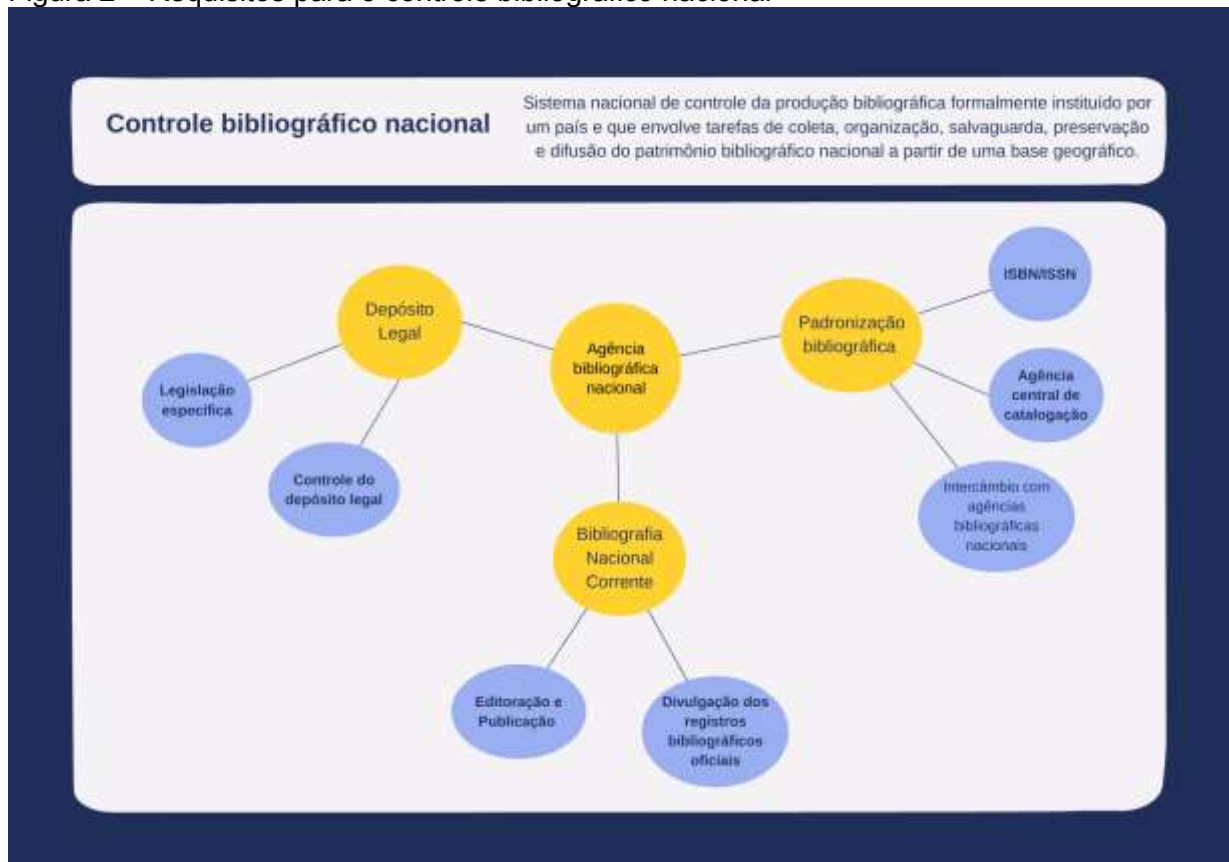 Controle bibliográfico nacional
Sistema nacional de controle da produção bibliográfica formalmente instituído por
um país e que envolve tarefas de coleta, organização, salvaguarda, preservação
e difusão do patrimônio bibliográfico nacional a partir de uma base geográfico.
Depósito
Legal
Legislação
específica
Controle do
depósito legal
Agência
bibliográfica
nacional
Padronização
bibliográfica
ISBN/ISSN
Agência
central de
catalogação
Intercâmbio com
agências
bibliográficas
nacionais
Bibliografia
Nacional
Corrente
Editoração e
Publicação
Divulgação dos
registros
bibliográficos
oficiais